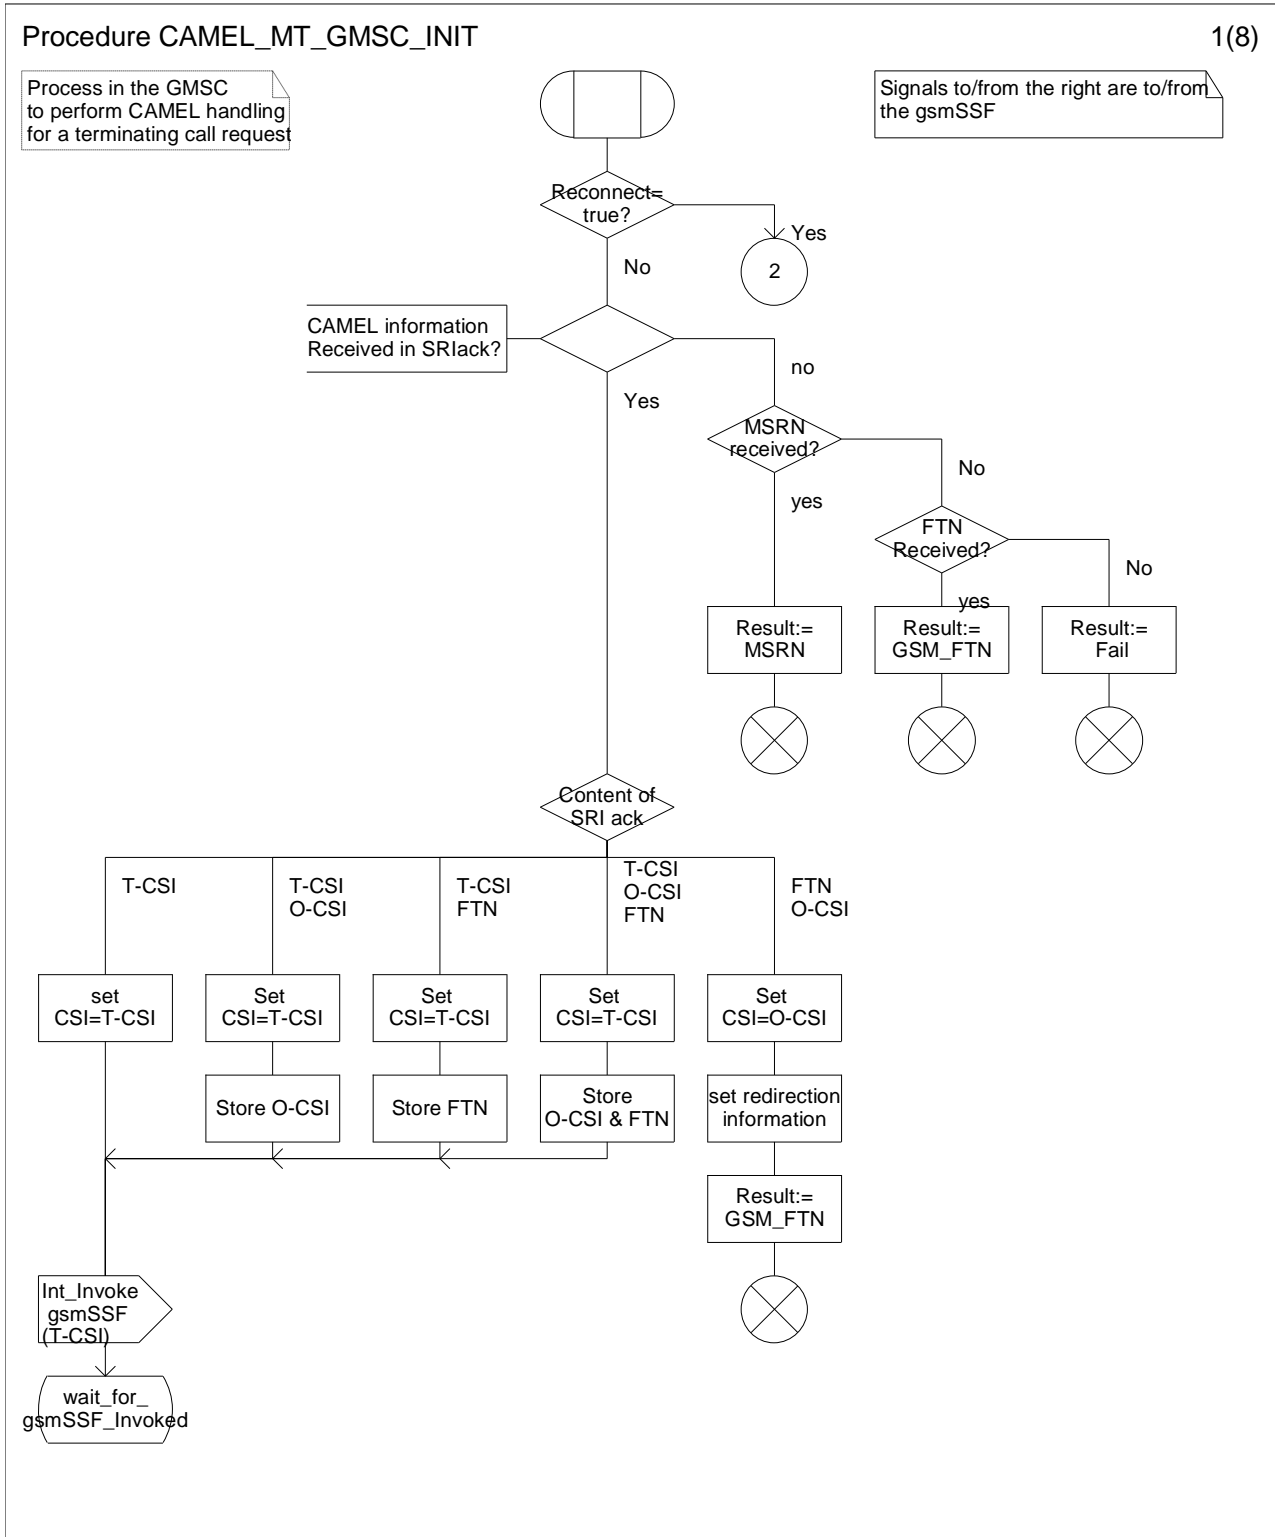 Procedure CAMEL_MT_GMSC_INIT
1(8)
Process in the GMSC
to perform CAMEL handling
for a terminating call request
Signals to/from the right are to/from
the gsmSSF
Reconnect=
true?
Yes
2
No
CAMEL information
Received in SRIack?
no
Yes
MSRN
received?
No
yes
FTN
Received?
No
yes
Result:=
MSRN
Result:=
GSM_FTN
Result:=
Fail
Content of
SRI ack
T-CSI
T-CSI
O-CSI
T-CSI
FTN
T-CSI
O-CSI
FTN
FTN
O-CSI
set
CSI=T-CSI
Set
CSI=T-CSI
Set
CSI=T-CSI
Set
CSI=T-CSI
Set
CSI=O-CSI
Store O-CSI
Store FTN
Store
O-CSI & FTN
set redirection
information
Result:=
GSM_FTN
Int_Invoke
gsmSSF
(T-CSI)
wait_for_
gsmSSF_Invoked